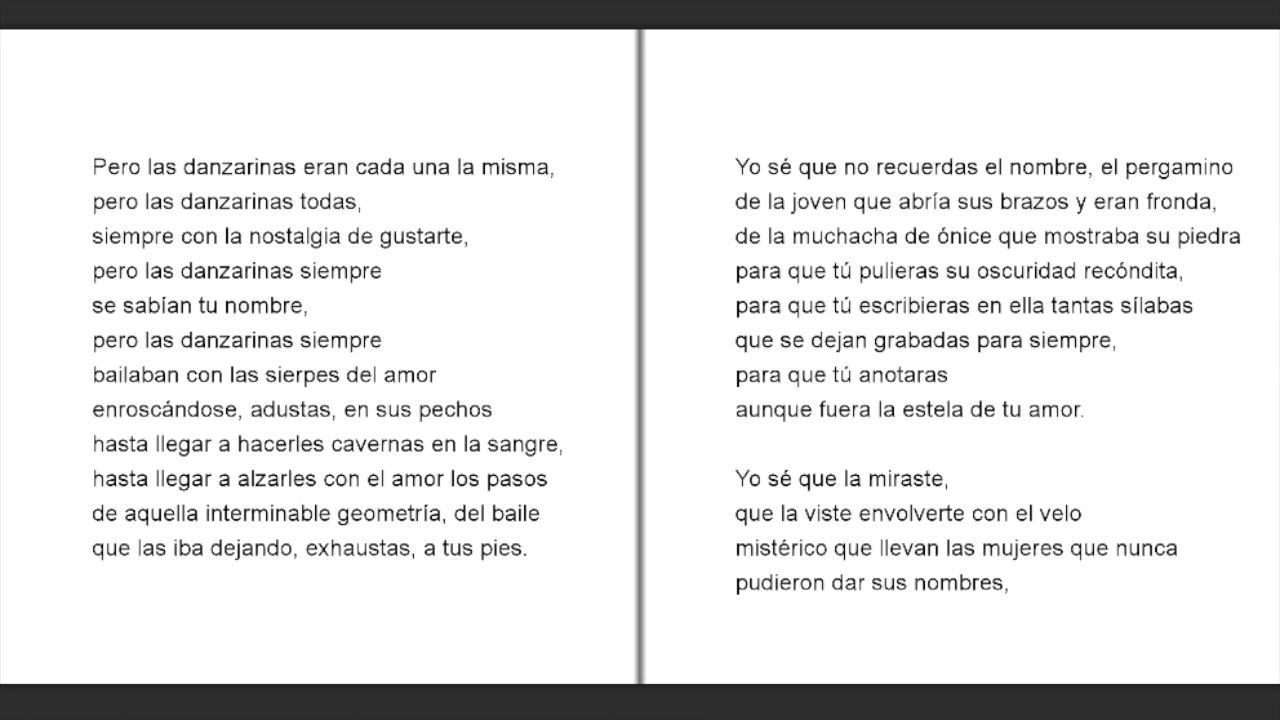 Pero las danzarinas eran cada una la misma,
pero las danzarinas todas,
siempre con la nostalgia de gustarte,
pero las danzarinas siempre
se sabían tu nombre,
pero las danzarinas siempre
bailaban con las sierpes del amor
enroscándose, adustas, en sus pechos
hasta llegar a hacerles cavernas en la sangre,
hasta llegar a alzarles con el amor los pasos
de aquella interminable geometría, del baile
que las iba dejando, exhaustas, a tus pies.
Yo sé que no recuerdas el nombre, el pergamino
de la joven que abría sus brazos y eran fronda,
de la muchacha de ónice que mostraba su piedra
para que tú pulieras su oscuridad recóndita,
para que tú escribieras en ella tantas sílabas
que se dejan grabadas para siempre,
para que tú anotaras
aunque fuera la estela de tu amor.
Yo sé que la miraste,
que la viste envolverte con el velo
mistérico que llevan las mujeres que nunca
pudieron dar sus nombres,